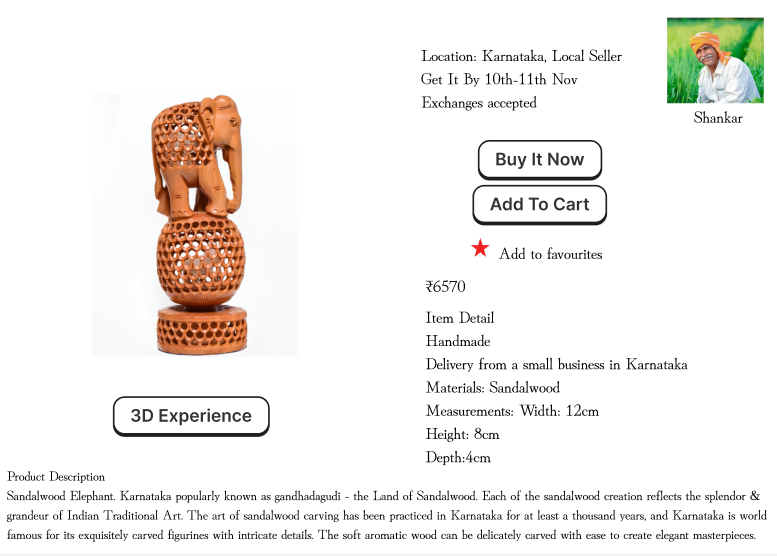 Location: Karnataka, Local Seller
Get It By 10th-11th Nov
Exchanges accepted
Shankar
Buy It Now
Add To Cart
Add to favourites
₹6570
Item Detail
Handmade
Delivery from a small business in Karnataka
Materials: Sandalwood
Measurements: Width: 12cm
Height: 8cm
Depth:4cm
3D Experience
Product Description
Sandalwood Elephant. Karnataka popularly known as gandhadagudi - the Land of Sandalwood. Each of the sandalwood creation reflects the splendor &
grandeur of Indian Traditional Art. The art of sandalwood carving has been practiced in Karnataka for at least a thousand years, and Karnataka is world
famous for its exquisitely carved figurines with intricate details. The soft aromatic wood can be delicately carved with ease to create elegant masterpieces.